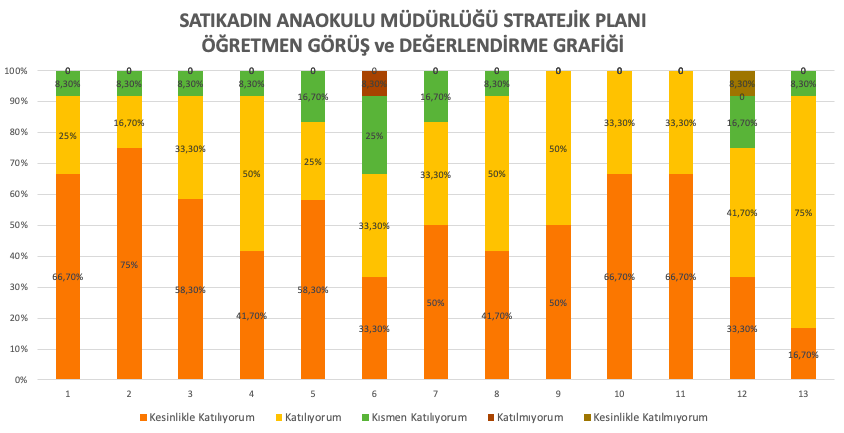 SATIKADIN ANAOKULU MÜDÜRLÜĞÜ STRATEJİK PLANI
ÖĞRETMEN GÖRÜŞ ve DEĞERLENDİRME GRAFİĞİ
100% 0 0 0 0 0 0 0 0 0 0 0 0 0
8,30% 8,30% 8,30% 8,30% 8,30% 8,30% 8,30% 8,30%
90% 16,70% 16,70% 0
80% 25% 16,70% 33,30% 25% 50% 33,30% 33,30% 16,70%
70% 50% 25% 33,30% 50% 75%
60%
50% 33,30% 41,70%
40% 75%
30% 66,70% 58,30% 58,30% 66,70% 66,70%
20% 41,70% 33,30% 50% 41,70% 50% 33,30%
10% 16,70%
0%
1 2 3 4 5 6 7 8 9 10 11 12 13
Kesinlikle Katılıyorum Katılıyorum Kısmen Katılıyorum Katılmıyorum Kesinlikle Katılmıyorum